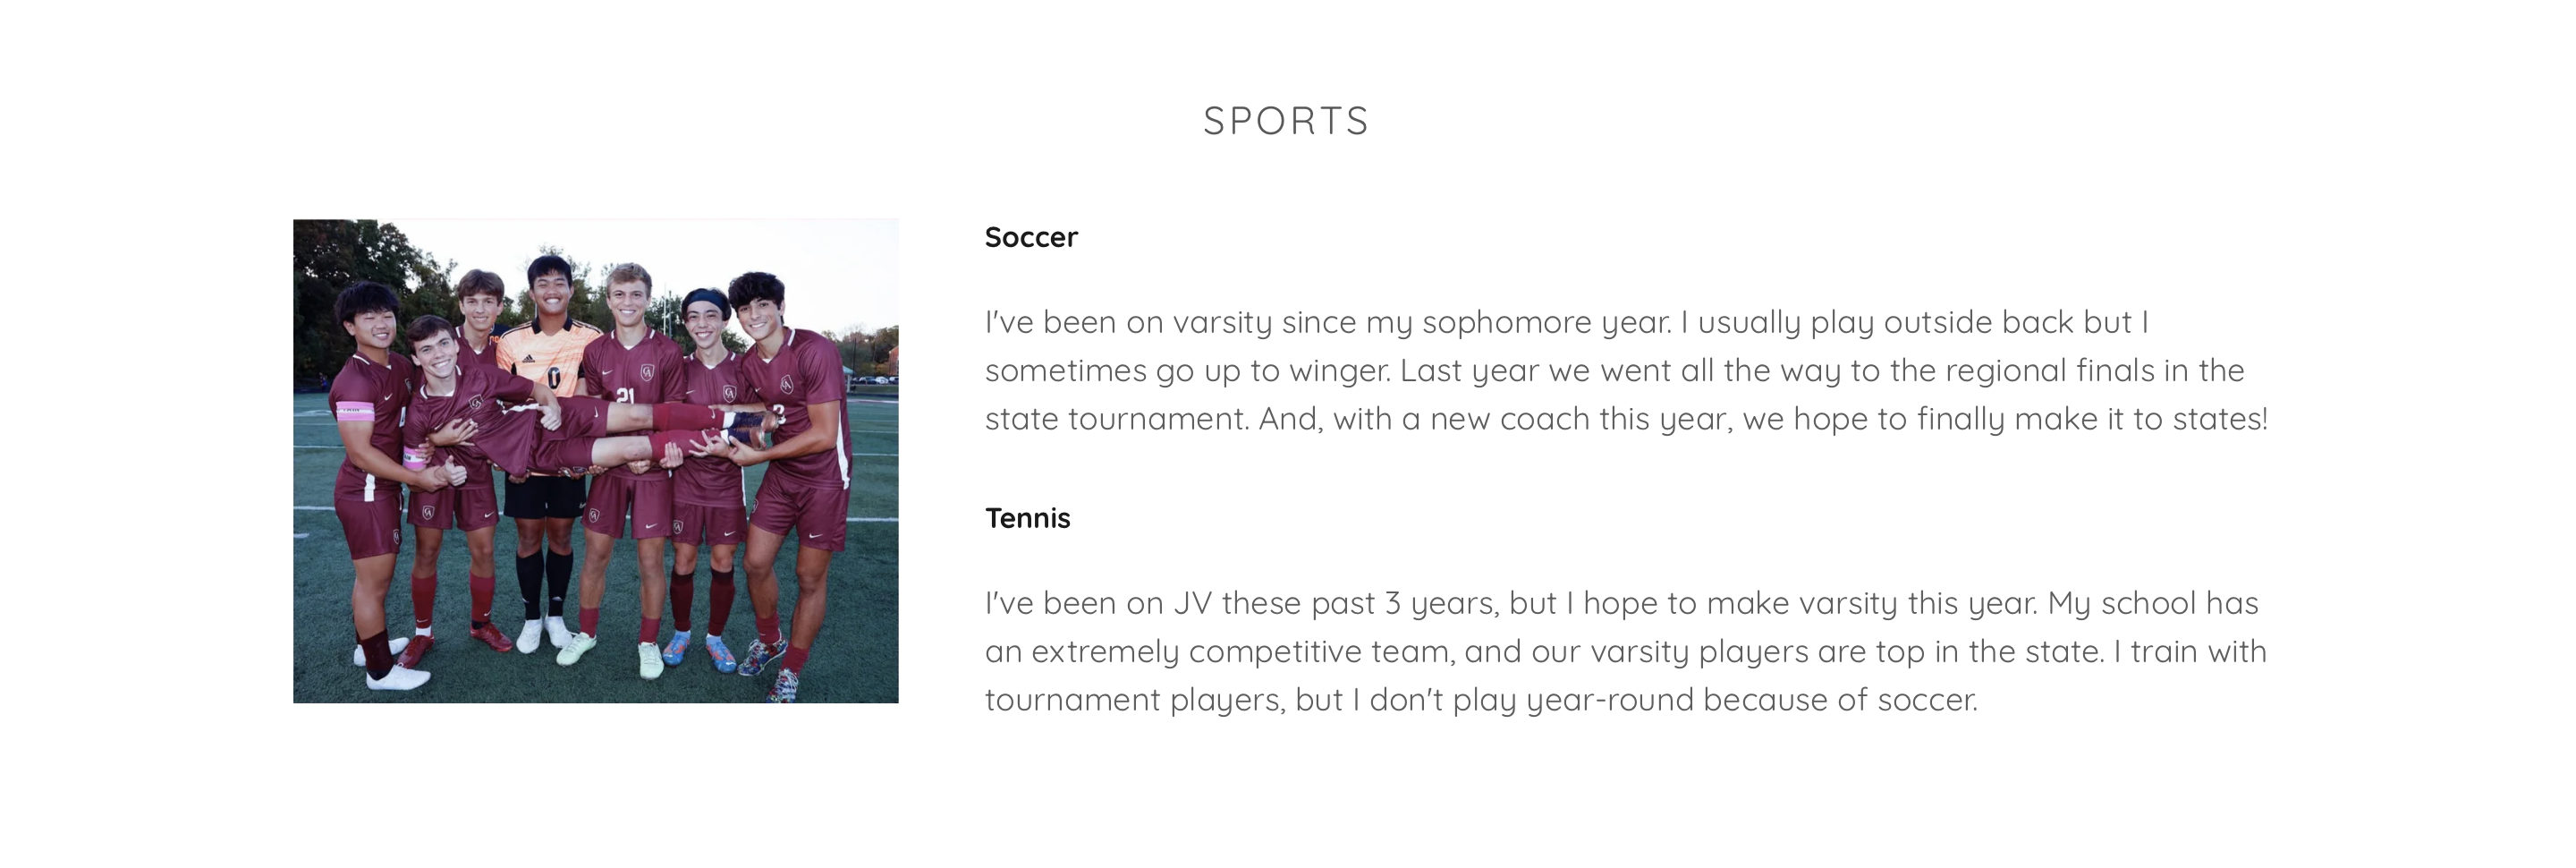 SPORTS
Soccer
I've been on varsity since my sophomore year. I usually play outside back but I
sometimes go up to winger. Last year we went all the way to the regional finals in the
state tournament. And, with a new coach this year, we hope to finally make it to states!
Tennis
I've been on JV these past 3 years, but I hope to make varsity this year. My school has
an extremely competitive team, and our varsity players are top in the state. I train with
tournament players, but I don't play year-round because of soccer.
0
21
3
CA